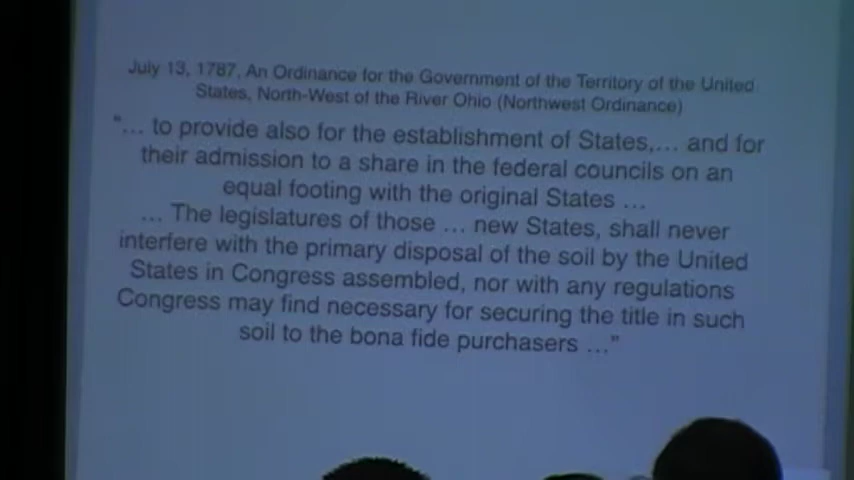 July 13, 1787, An Ordinance for the Government of the Territory of the United
States, North-West of the River Ohio (Northwest Ordinance)
"... to provide also for the establishment of States,... and for
their admission to a share in the federal councils on an
equal footing with the original States ...
... The legislatures of those ... new States, shall never
interfere with the primary disposal of the soil by the United
States in Congress assembled, nor with any regulations
Congress may find necessary for securing the title in such
soil to the bona fide purchasers ..."